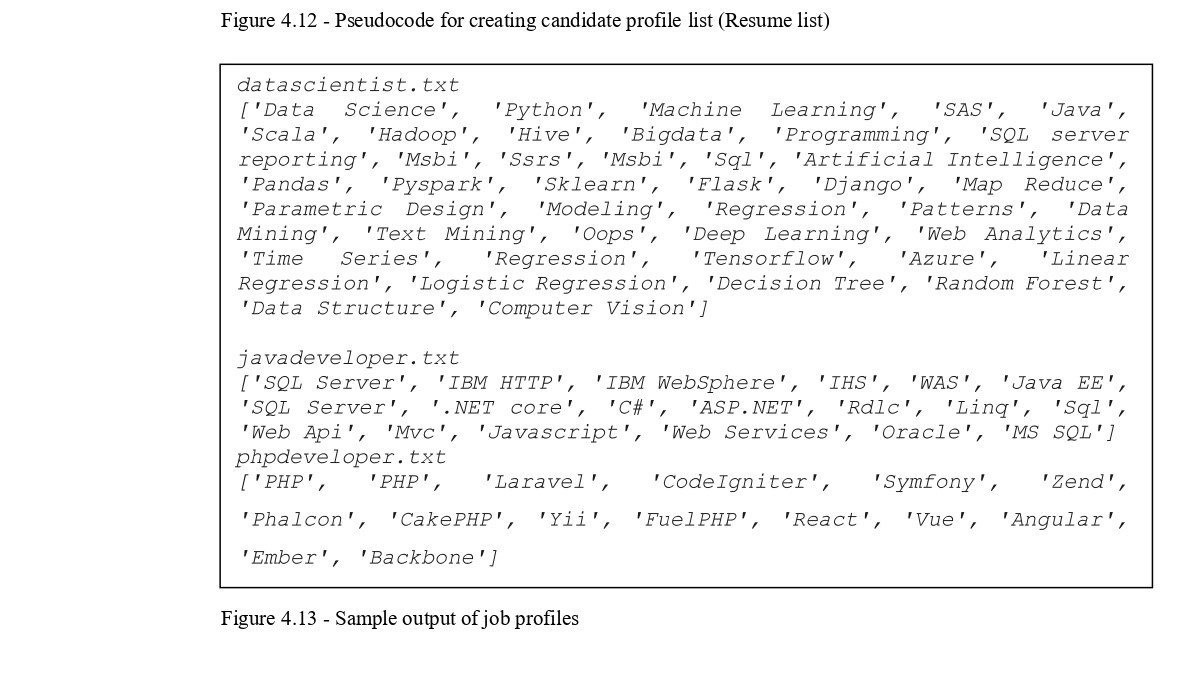 Figure 4.12 - Pseudocode for creating candidate profile list (Resume list)
datascientist.txt
['Data Science', 'Python', 'Machine Learning', 'SAS', 'Java',
'Scala', 'Hadoop', 'Hive', 'Bigdata', 'Programming', 'SQL server
reporting', 'Msbi', 'Ssrs', 'Msbi', 'Sql', 'Artificial Intelligence',
'Pandas', 'Pyspark', 'Sklearn', 'Flask', 'Django', 'Map Reduce',
'Parametric Design', 'Modeling', 'Regression', 'Patterns', 'Data
Mining', 'Text Mining', 'Oops', 'Deep Learning', 'Web Analytics',
'Time Series', 'Regression', 'Tensorflow', 'Azure', 'Linear
Regression', 'Logistic Regression', 'Decision Tree', 'Random Forest',
'Data Structure', 'Computer Vision']
javadeveloper.txt
['SQL Server', 'IBM HTTP', 'IBM WebSphere', 'IHS', 'WAS', 'Java EE',
'SQL Server', '.NET core', 'C#', 'ASP.NET', 'Rdlc', 'Linq', 'Sql',
'Web Api', 'Mvc', 'Javascript', 'Web Services', 'Oracle', 'MS SQL']
phpdeveloper.txt
['PHP', 'PHP', 'Laravel', 'CodeIgniter', 'Symfony', 'Zend',
'Phalcon', 'CakePHP', 'Yii', 'FuelPHP', 'React', 'Vue', 'Angular',
'Ember', 'Backbone']
Figure 4.13 - Sample output of job profiles